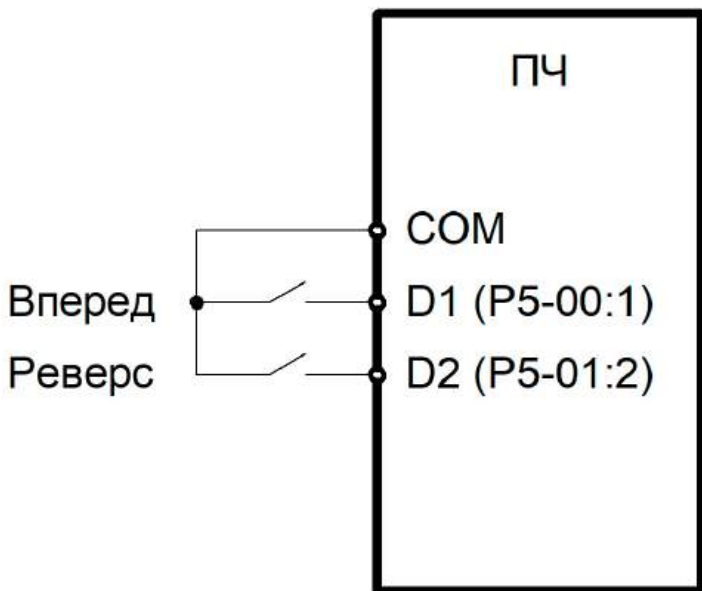 ПЧ
COM
Вперед D1 (P5-00:1)
Реверс D2 (P5-01:2)